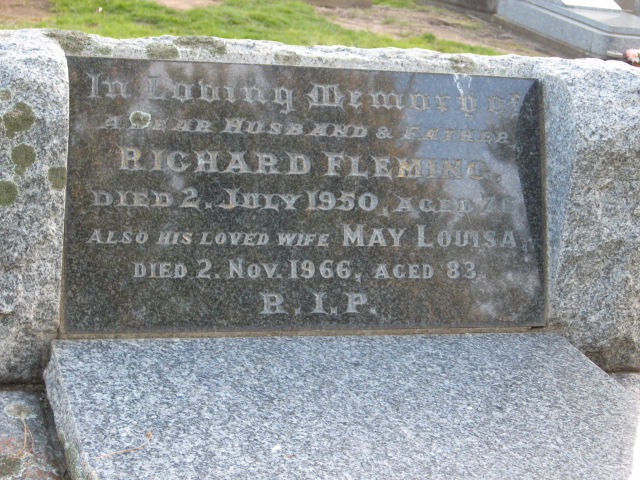 In Loving Memory of
A DEAR HUSBAND & FATHER,
RICHARD FLEMING.
DIED 2. JULY 1950, AGED
ALSO HIS LOVED WIFE MAY LOUISA,
DIED 2. NOV. 1966, AGED 83.
R.I.P.